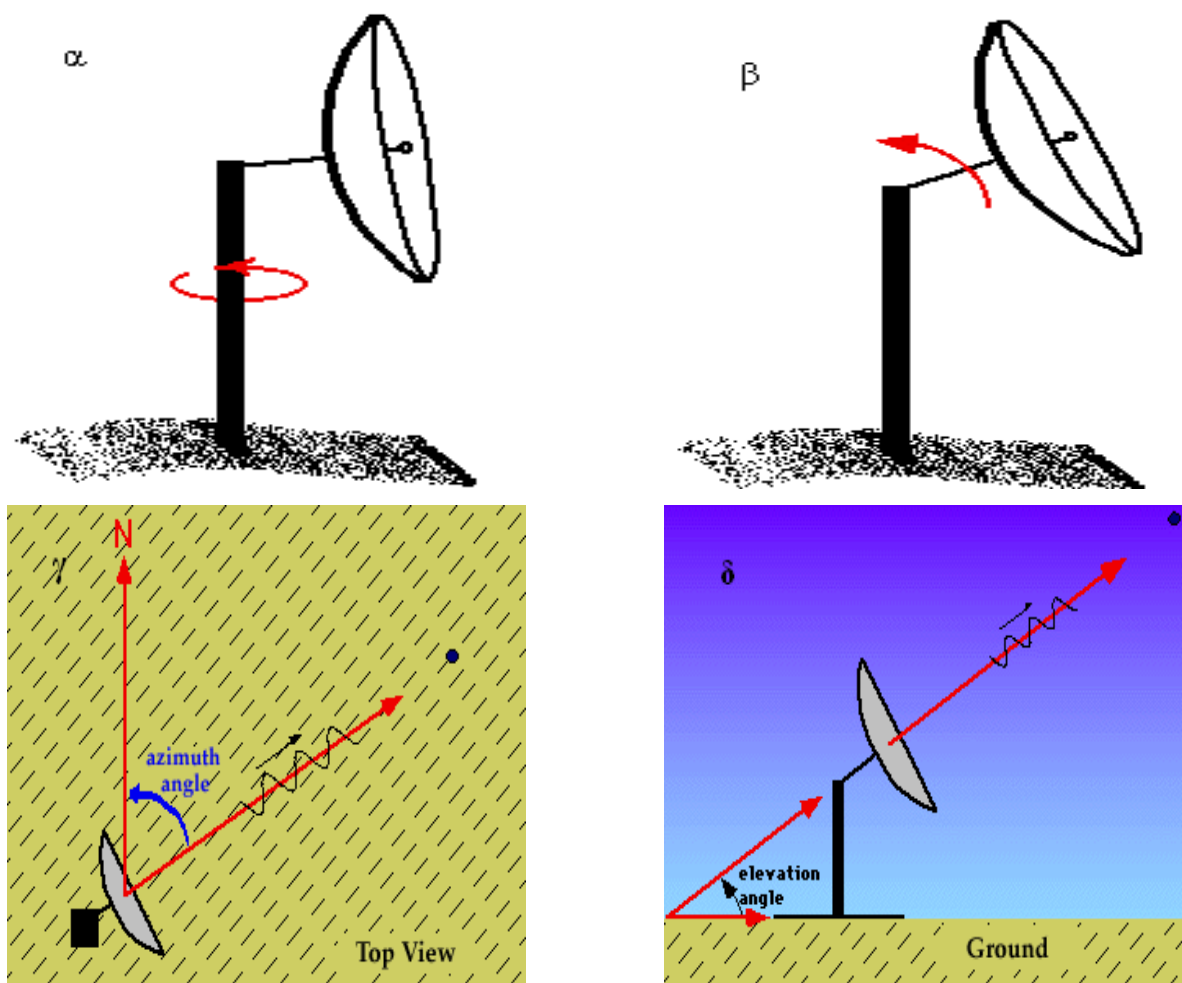 α
β
N
γ
azimuth
angle
Top View
δ
elevation
angle
Ground